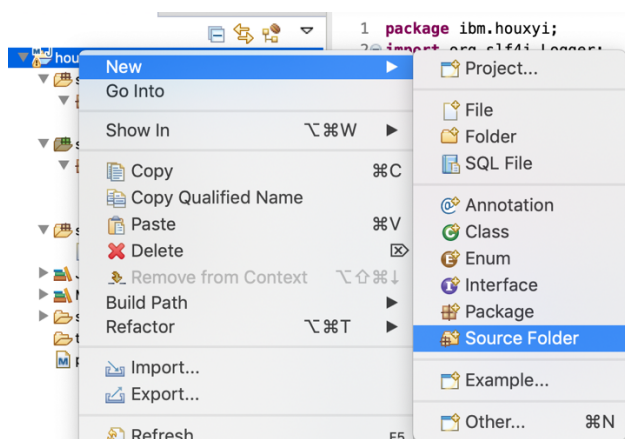 1 package ibm.houxyi;
2 import org.slf4j.Logger;
hou
New
Go Into
Show In ⌥⌘W
Copy ⌘C
Copy Qualified Name
Paste ⌘V
Delete ⌦
Remove from Context ⌥⇧⌘↓
Build Path
Refactor ⌥⌘T
Import...
Export...
Refresh F5
Project...
File
Folder
SQL File
Annotation
Class
Enum
Interface
Package
Source Folder
Example...
Other... ⌘N